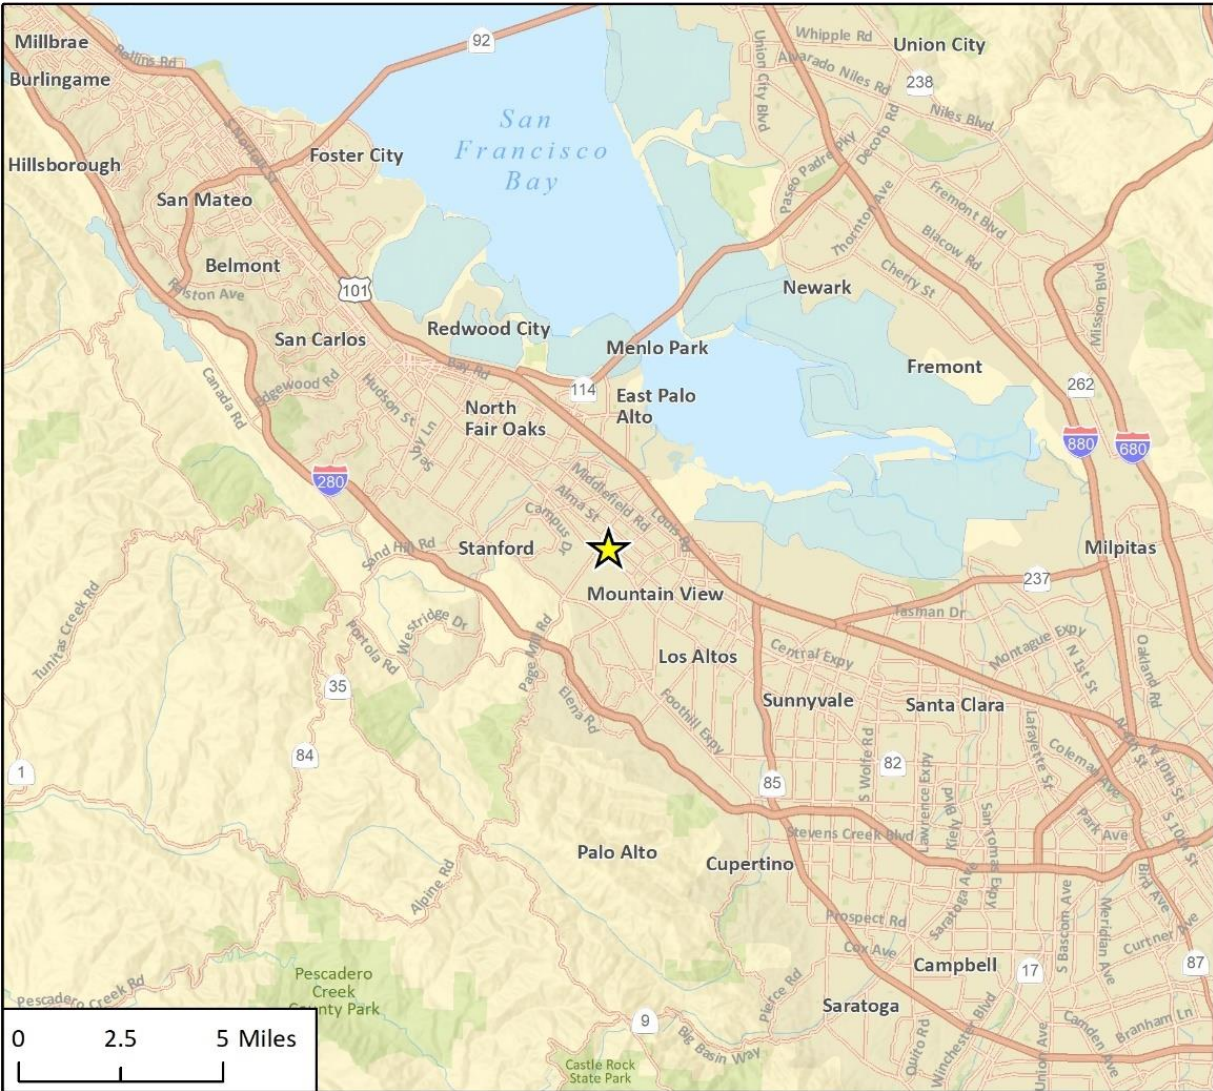 Millbrae
Rollins Rd
92
Whipple Rd
Union City
Burlingame
Union City Blvd
Alvarado Niles Rd
238
Niles Blvd
San
Francisco
Bay
S Norfolk St
Hillsborough
Foster City
Paseo Padre Pky
Decoto Rd
San Mateo
Thornton Ave
Fremont Blvd
Blacow Rd
Belmont
Cherry St
Ralston Ave
101
Newark
Mission Blvd
San Carlos
Redwood City
Menlo Park
Fremont
Canada Rd
Edgewood Rd
Hudson St
Bay Rd
114
262
North
Fair Oaks
East Palo
Alto
Selby Ln
880
680
280
Middlefield Rd
Alma St
Louis Rd
Campus Dr
Sand Hill Rd
Stanford
Milpitas
237
Tunitas Creek Rd
Portola Rd
Westridge Dr
Mountain View
Tasman Dr
Page Mill Rd
Los Altos
Central Expy
Montague Expy
N 1st St
Oakland Rd
35
Elena Rd
Foothill Expy
Sunnyvale
Santa Clara
1
84
S Wolfe Rd
82
Lafayette St
Coleman Ave
N 10th St
85
Lawrence Expy
Kiely Blvd
San Tomas Expy
Park Ave
S 10th St
Stevens Creek Blvd
Palo Alto
Cupertino
Bird Ave
Alpine Rd
Saratoga Ave
S Bascom Ave
Meridian Ave
Prospect Rd
Cox Ave
Curtner Ave
Campbell
17
87
Pescadero
Creek
County Park
Pescadero Creek Rd
Pierce Rd
Saratoga
9
Big Basin Way
Quito Rd
Winchester Blvd
Union Ave
Camden Ave
Branham Ln
Castle Rock
State Park
0 2.5 5 Miles